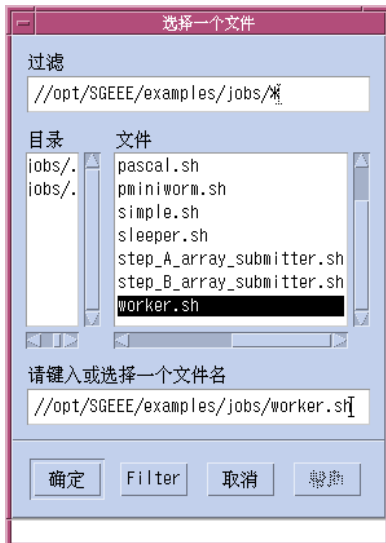 选择一个文件
过滤
//opt/SGEEE/examples/jobs/*
目录 文件
jobs/. pascal.sh
jobs/. pminiworm.sh
simple.sh
sleeper.sh
step_A_array_submitter.sh
step_B_array_submitter.sh
worker.sh
请键入或选择一个文件名
//opt/SGEEE/examples/jobs/worker.sh
确定 Filter 取消 帮助